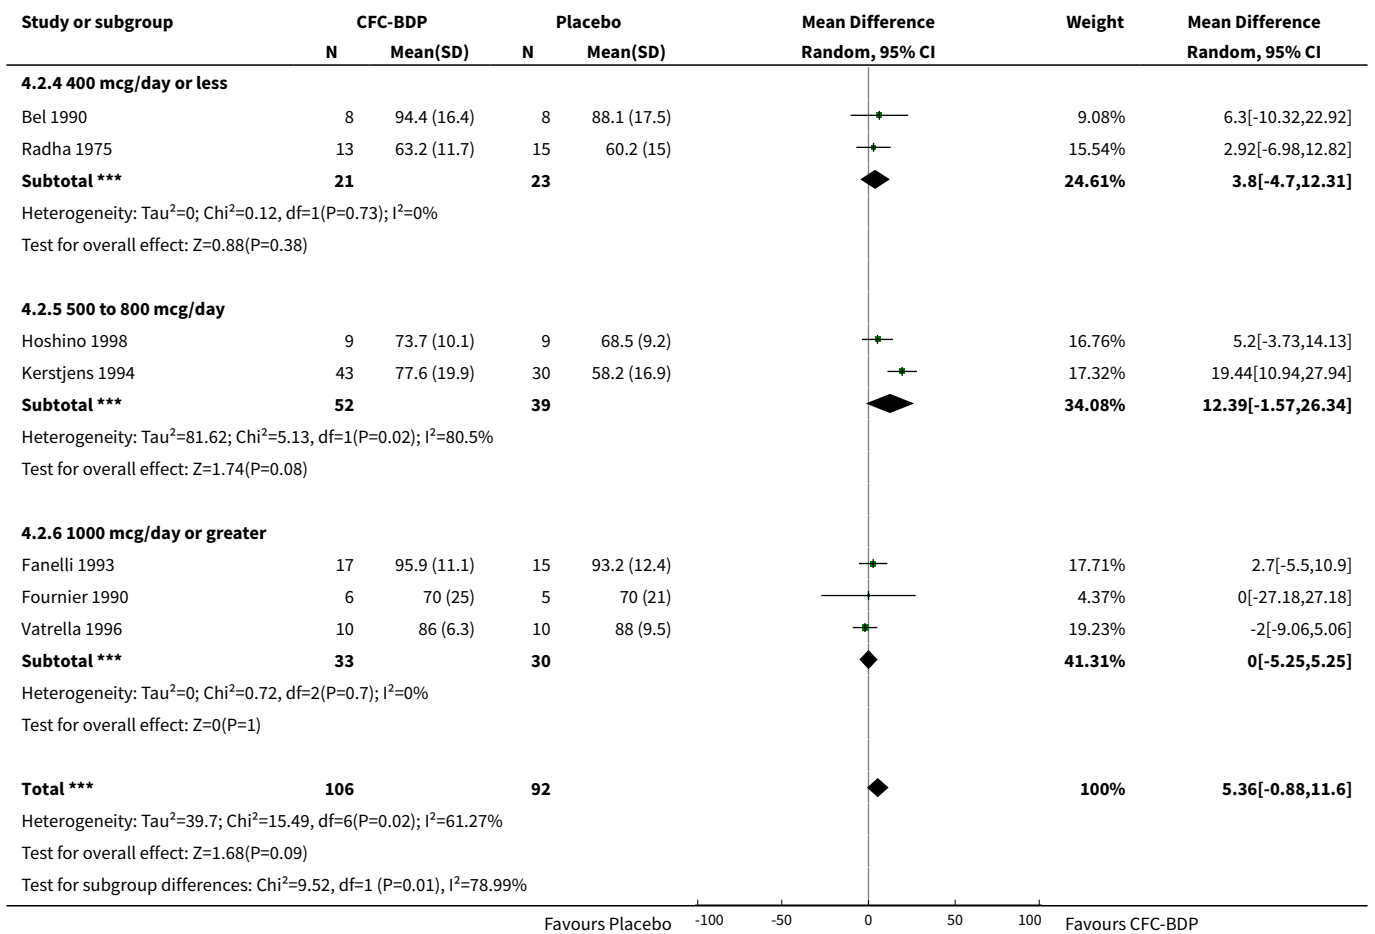 Study or subgroup CFC-BDP Placebo Mean Difference Weight Mean Difference
N Mean(SD) N Mean(SD) Random, 95% CI Random, 95% CI
4.2.4 400 mcg/day or less
Bel 1990 8 94.4 (16.4) 8 88.1 (17.5) 9.08% 6.3[-10.32,22.92]
Radha 1975 13 63.2 (11.7) 15 60.2 (15) 15.54% 2.92[-6.98,12.82]
Subtotal *** 21 23 24.61% 3.8[-4.7,12.31]
Heterogeneity: Tau²=0; Chi²=0.12, df=1(P=0.73); I²=0%
Test for overall effect: Z=0.88(P=0.38)
4.2.5 500 to 800 mcg/day
Hoshino 1998 9 73.7 (10.1) 9 68.5 (9.2) 16.76% 5.2[-3.73,14.13]
Kerstjens 1994 43 77.6 (19.9) 30 58.2 (16.9) 17.32% 19.44[10.94,27.94]
Subtotal *** 52 39 34.08% 12.39[-1.57,26.34]
Heterogeneity: Tau²=81.62; Chi²=5.13, df=1(P=0.02); I²=80.5%
Test for overall effect: Z=1.74(P=0.08)
4.2.6 1000 mcg/day or greater
Fanelli 1993 17 95.9 (11.1) 15 93.2 (12.4) 17.71% 2.7[-5.5,10.9]
Fournier 1990 6 70 (25) 5 70 (21) 4.37% 0[-27.18,27.18]
Vatrella 1996 10 86 (6.3) 10 88 (9.5) 19.23% -2[-9.06,5.06]
Subtotal *** 33 30 41.31% 0[-5.25,5.25]
Heterogeneity: Tau²=0; Chi²=0.72, df=2(P=0.7); I²=0%
Test for overall effect: Z=0(P=1)
Total *** 106 92 100% 5.36[-0.88,11.6]
Heterogeneity: Tau²=39.7; Chi²=15.49, df=6(P=0.02); I²=61.27%
Test for overall effect: Z=1.68(P=0.09)
Test for subgroup differences: Chi²=9.52, df=1 (P=0.01), I²=78.99%
Favours Placebo -100 -50 0 50 100 Favours CFC-BDP